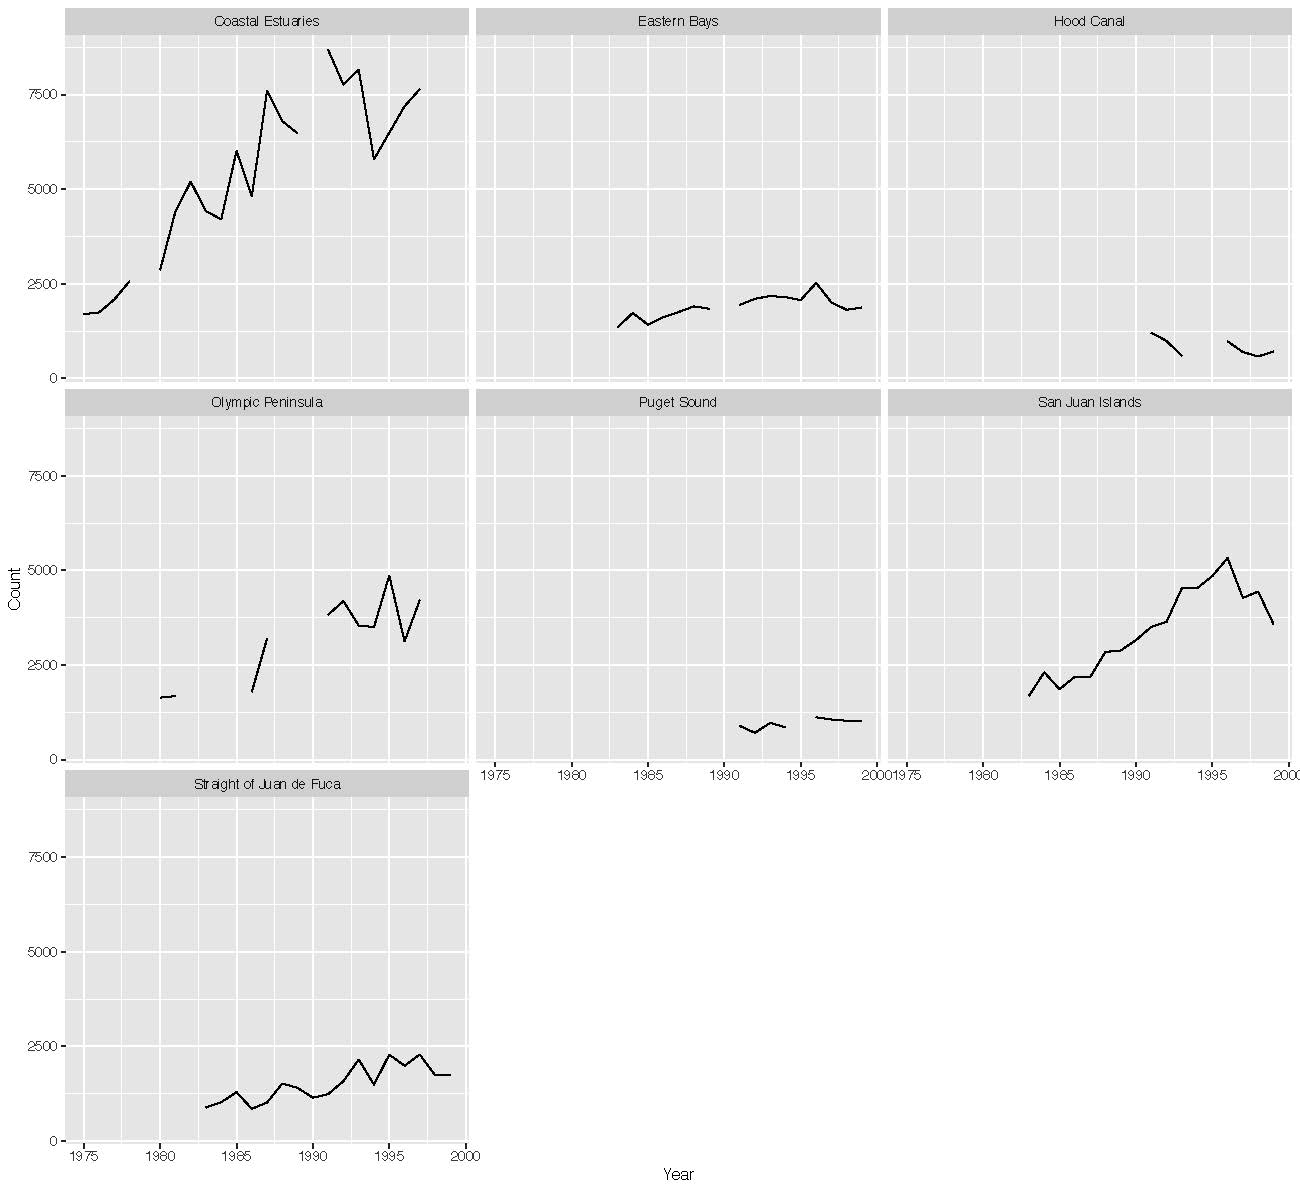 Coastal Estuaries
Eastern Bays
Hood Canal
7500
5000
2500
0
Olympic Peninsula
Puget Sound
San Juan Islands
7500
5000
2500
0
Count
1975 1980 1985 1990 1995 2000
1975 1980 1985 1990 1995 2000
Straight of Juan de Fuca
7500
5000
2500
0
1975 1980 1985 1990 1995 2000
Year